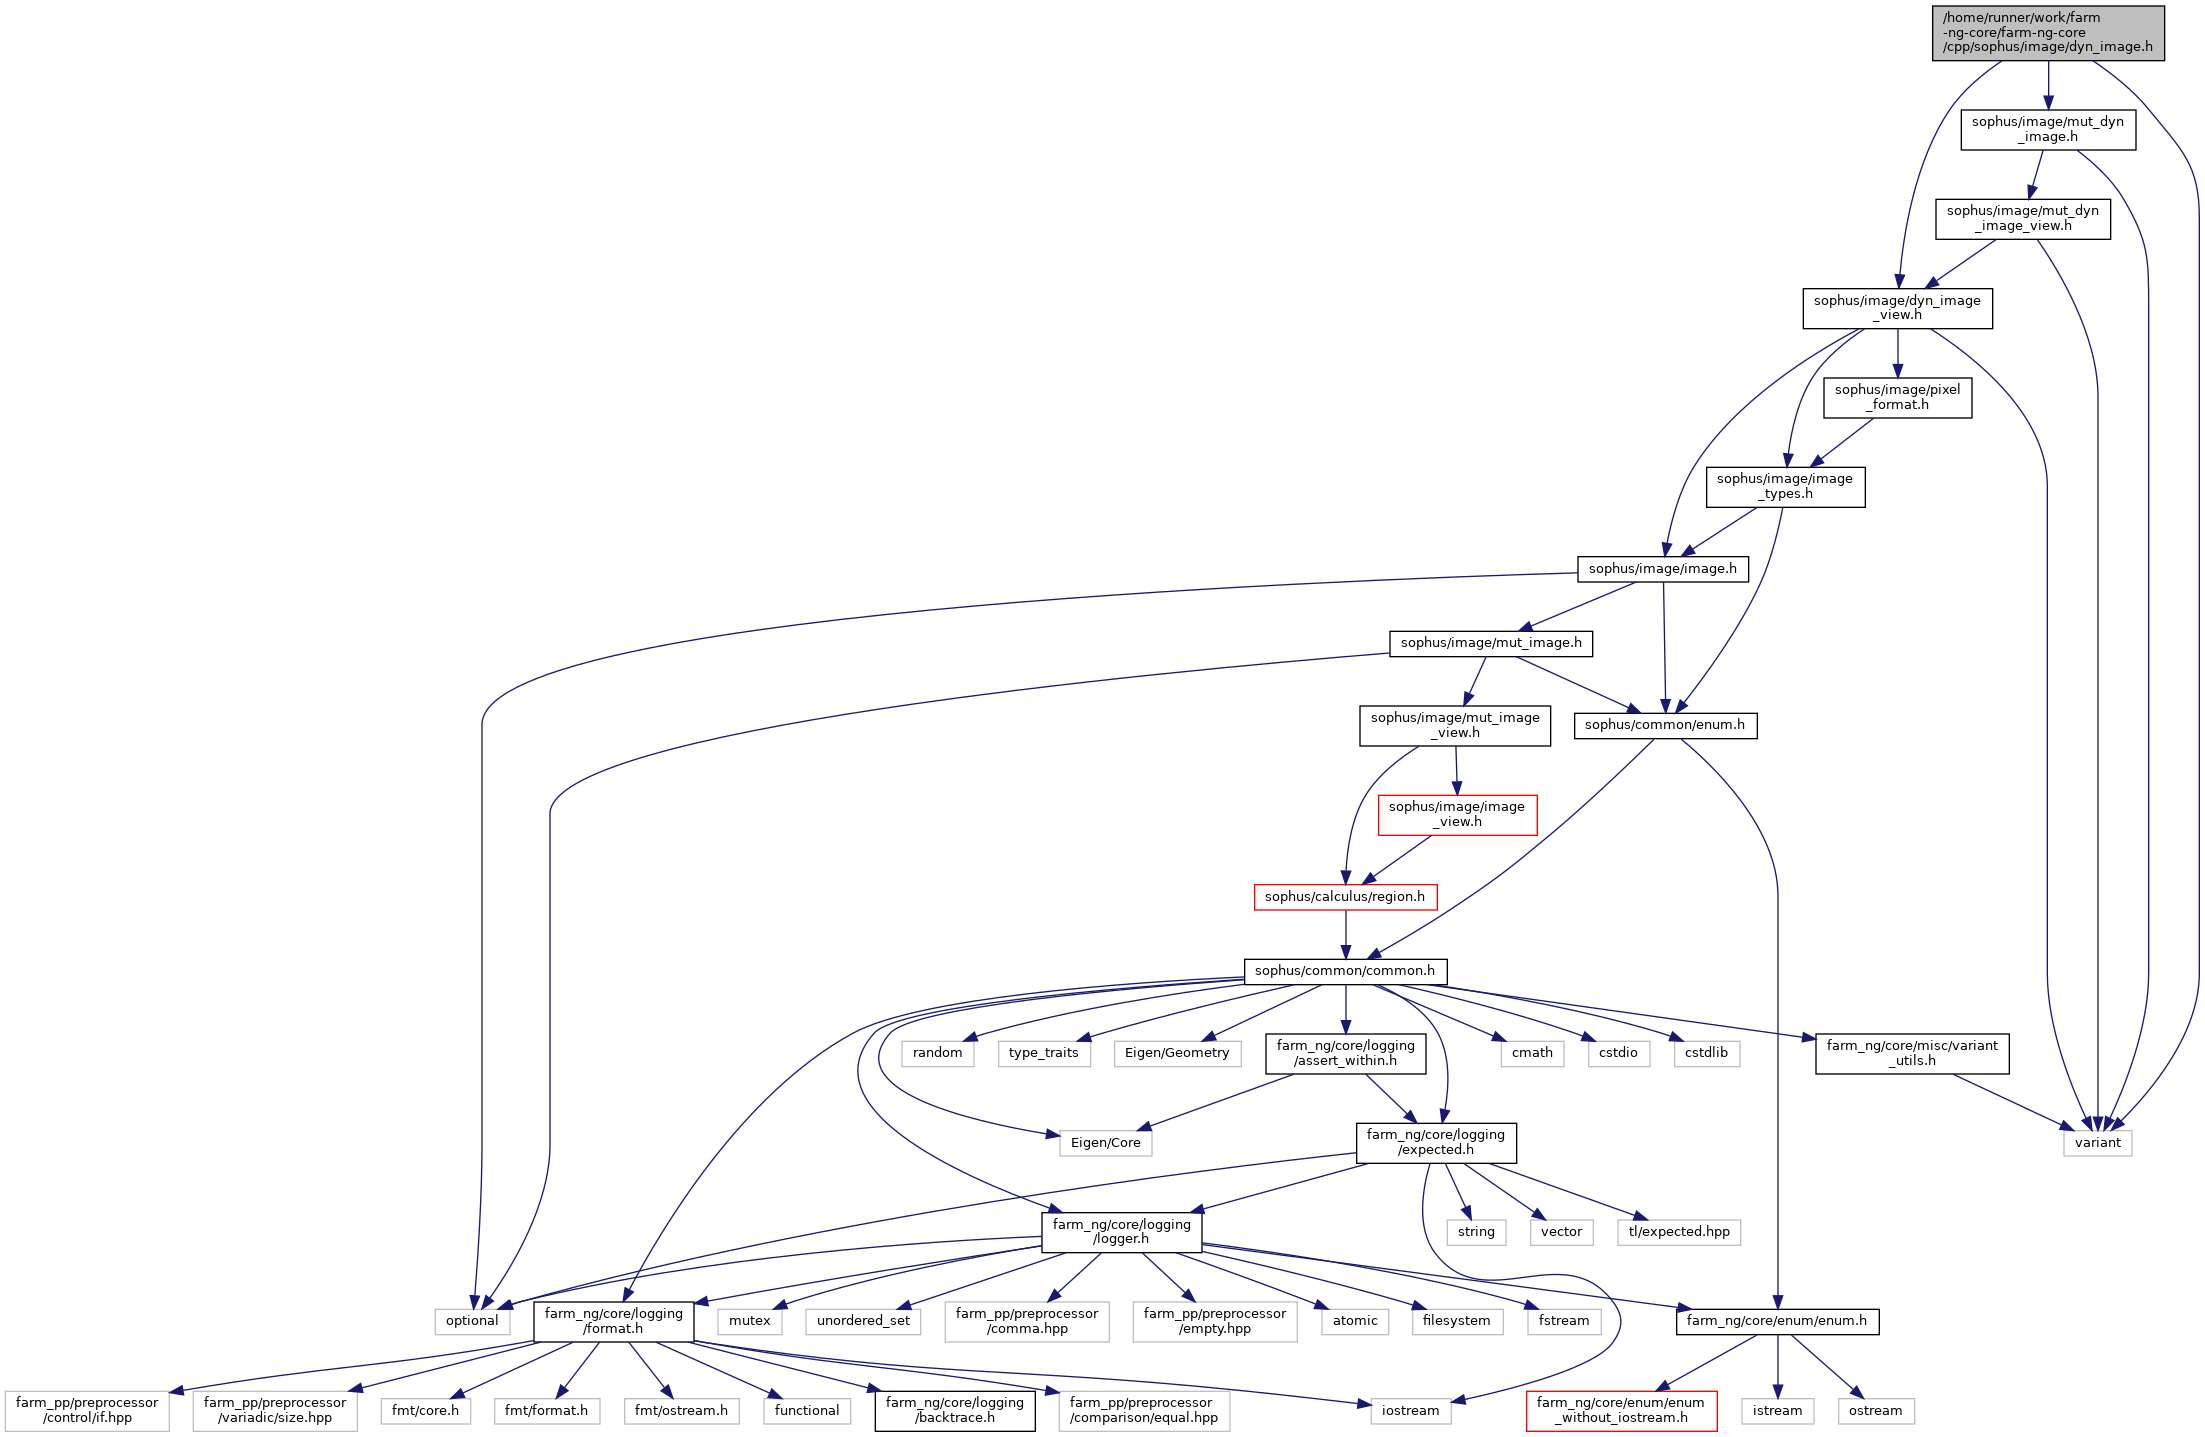 /home/runner/work/farm
-ng-core/farm-ng-core
/cpp/sophus/image/dyn_image.h
sophus/image/mut_dyn
_image.h
sophus/image/mut_dyn
_image_view.h
sophus/image/dyn_image
_view.h
sophus/image/pixel
_format.h
sophus/image/image
_types.h
sophus/image/image.h
sophus/image/mut_image.h
sophus/image/mut_image
_view.h
sophus/common/enum.h
sophus/image/image
_view.h
sophus/calculus/region.h
sophus/common/common.h
random
type_traits
Eigen/Geometry
farm_ng/core/logging
/assert_within.h
cmath
cstdio
cstdlib
farm_ng/core/misc/variant
_utils.h
Eigen/Core
farm_ng/core/logging
/expected.h
variant
farm_ng/core/logging
/logger.h
string
vector
tl/expected.hpp
optional
farm_ng/core/logging
/format.h
mutex
unordered_set
farm_pp/preprocessor
/comma.hpp
farm_pp/preprocessor
/empty.hpp
atomic
filesystem
fstream
farm_ng/core/enum/enum.h
farm_pp/preprocessor
/control/if.hpp
farm_pp/preprocessor
/variadic/size.hpp
fmt/core.h
fmt/format.h
fmt/ostream.h
functional
farm_ng/core/logging
/backtrace.h
farm_pp/preprocessor
/comparison/equal.hpp
iostream
farm_ng/core/enum/enum
_without_iostream.h
istream
ostream